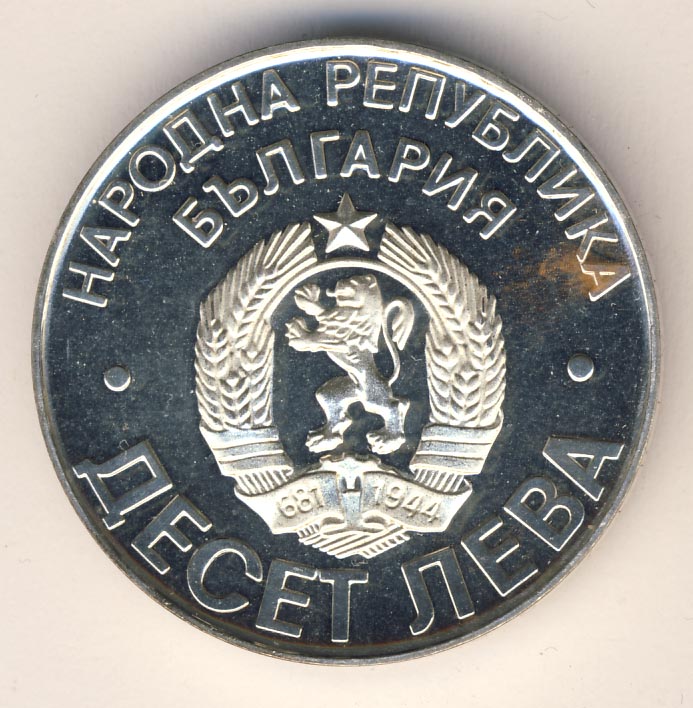 НАРОДНА РЕПУБЛИКА
БЪЛГАРИЯ
681 1944
ДЕСЕТ ЛЕВА